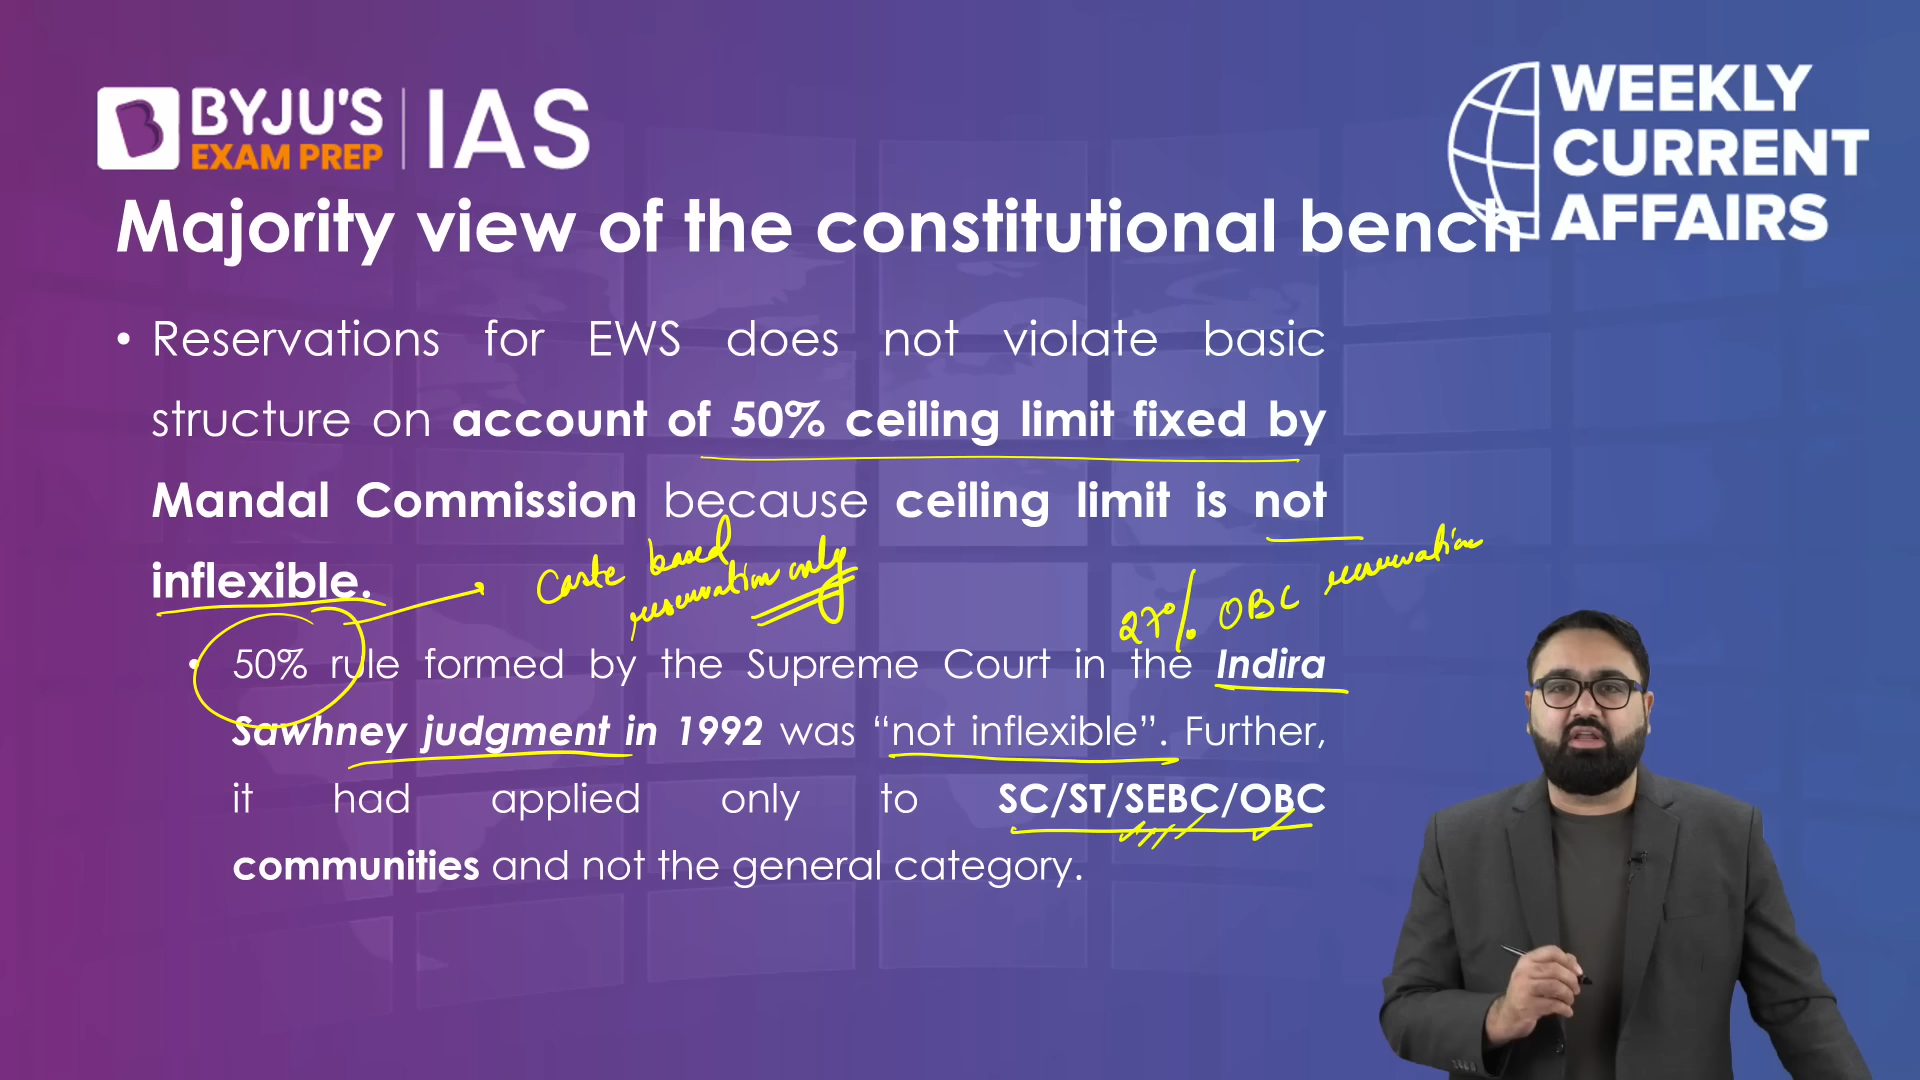 BYJU'S
EXAM PREP
IAS
WEEKLY
CURRENT
AFFAIRS
Majority view of the constitutional bench
• Reservations for EWS does not violate basic
structure on account of 50% ceiling limit fixed by
Mandal Commission because ceiling limit is not
inflexible.
Caste based
reservation only
27% OBC reservation
• 50% rule formed by the Supreme Court in the Indira
Sawhney judgment in 1992 was “not inflexible”. Further,
it had applied only to SC/ST/SEBC/OBC
communities and not the general category.